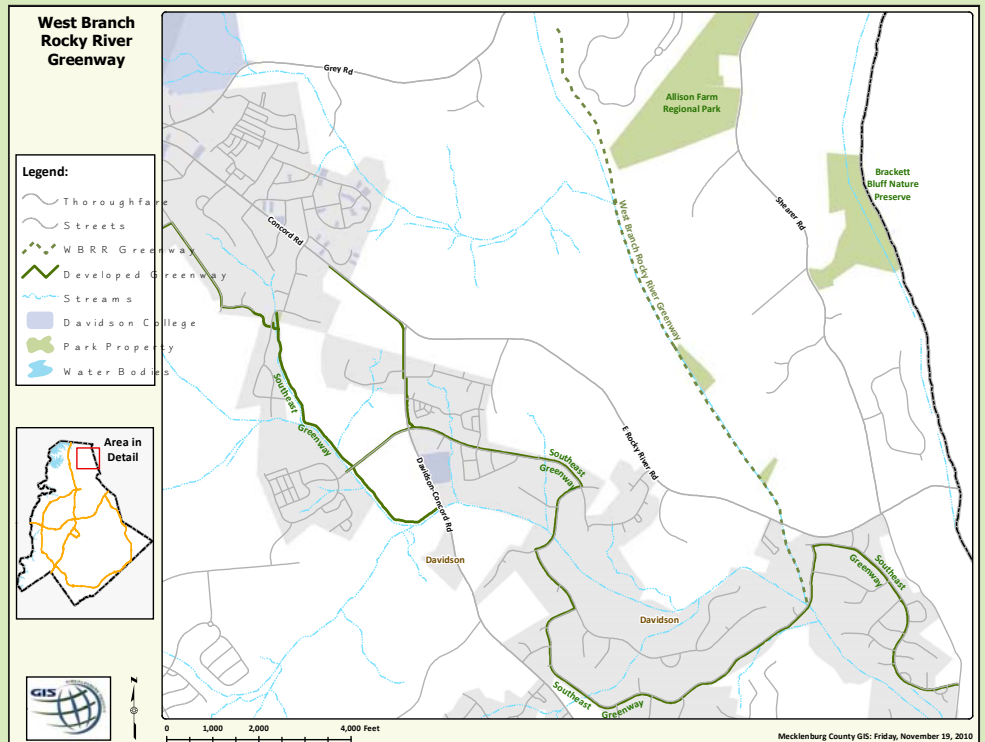 West Branch
Rocky River
Greenway
Legend:
Thoroughfare
Streets
WBRR Greenway
Developed Greenway
Streams
Davidson College
Park Property
Water Bodies
Area in
Detail
GIS
N
Grey Rd
Allison Farm
Regional Park
Brackett
Bluff Nature
Preserve
Shearer Rd
Concord Rd
West Branch Rocky River Greenway
Southeast
Greenway
Davidson-Concord Rd
Southeast
Greenway
E Rocky River Rd
Davidson
Southeast
Greenway
Davidson
Southeast
Greenway
0 1,000 2,000 4,000 Feet
Mecklenburg County GIS: Friday, November 19, 2010